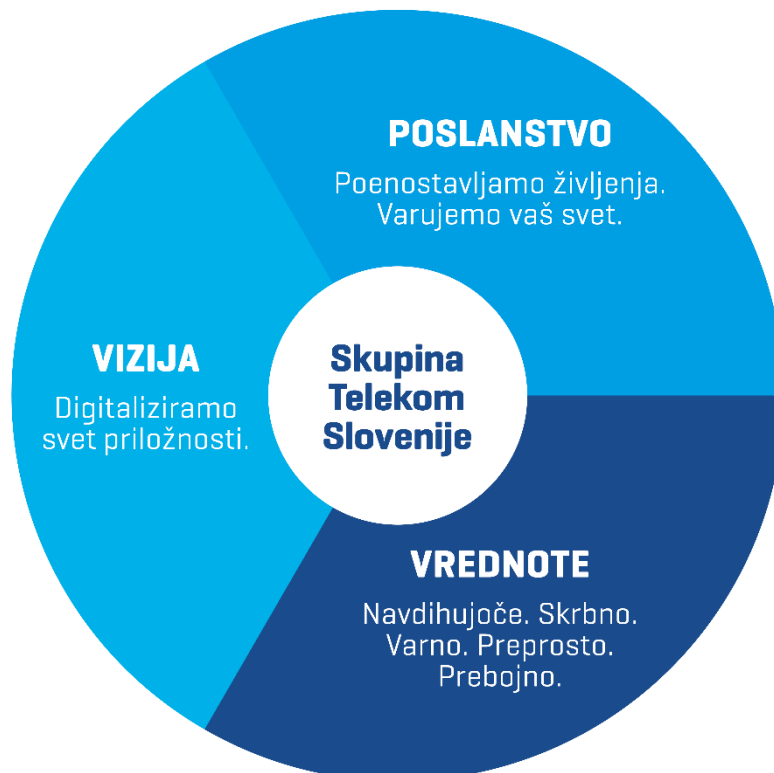 POSLANSTVO
Poenostavljamo življenja.
Varujemo vaš svet.
VIZIJA
Digitaliziramo
svet priložnosti.
Skupina
Telekom
Slovenije
VREDNOTE
Navdihujoče. Skrbno.
Varno. Preprosto.
Prebojno.